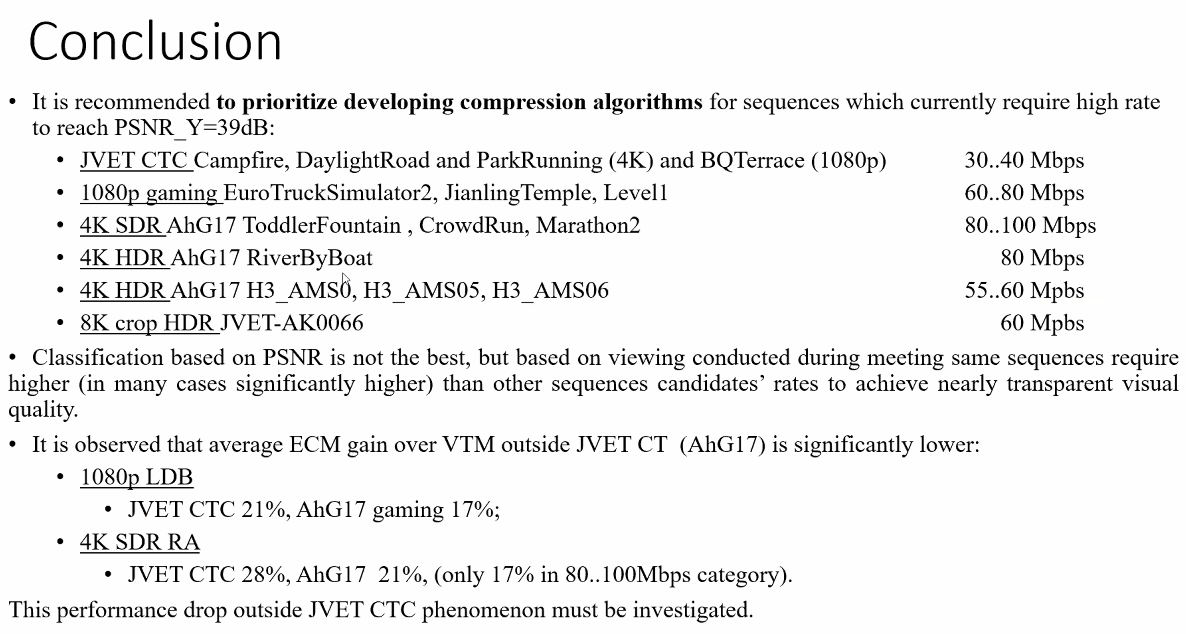 Conclusion
• It is recommended to prioritize developing compression algorithms for sequences which currently require high rate
to reach PSNR_Y=39dB:
• JVET CTC Campfire, DaylightRoad and ParkRunning (4K) and BQTerrace (1080p) 30..40 Mbps
• 1080p gaming EuroTruckSimulator2, JianlingTemple, Level1 60..80 Mbps
• 4K SDR AhG17 ToddlerFountain , CrowdRun, Marathon2 80..100 Mbps
• 4K HDR AhG17 RiverByBoat 80 Mbps
• 4K HDR AhG17 H3_AMS0, H3_AMS05, H3_AMS06 55..60 Mpbs
• 8K crop HDR JVET-AK0066 60 Mpbs
• Classification based on PSNR is not the best, but based on viewing conducted during meeting same sequences require
higher (in many cases significantly higher) than other sequences candidates’ rates to achieve nearly transparent visual
quality.
• It is observed that average ECM gain over VTM outside JVET CT (AhG17) is significantly lower:
• 1080p LDB
• JVET CTC 21%, AhG17 gaming 17%;
• 4K SDR RA
• JVET CTC 28%, AhG17 21%, (only 17% in 80..100Mbps category).
This performance drop outside JVET CTC phenomenon must be investigated.